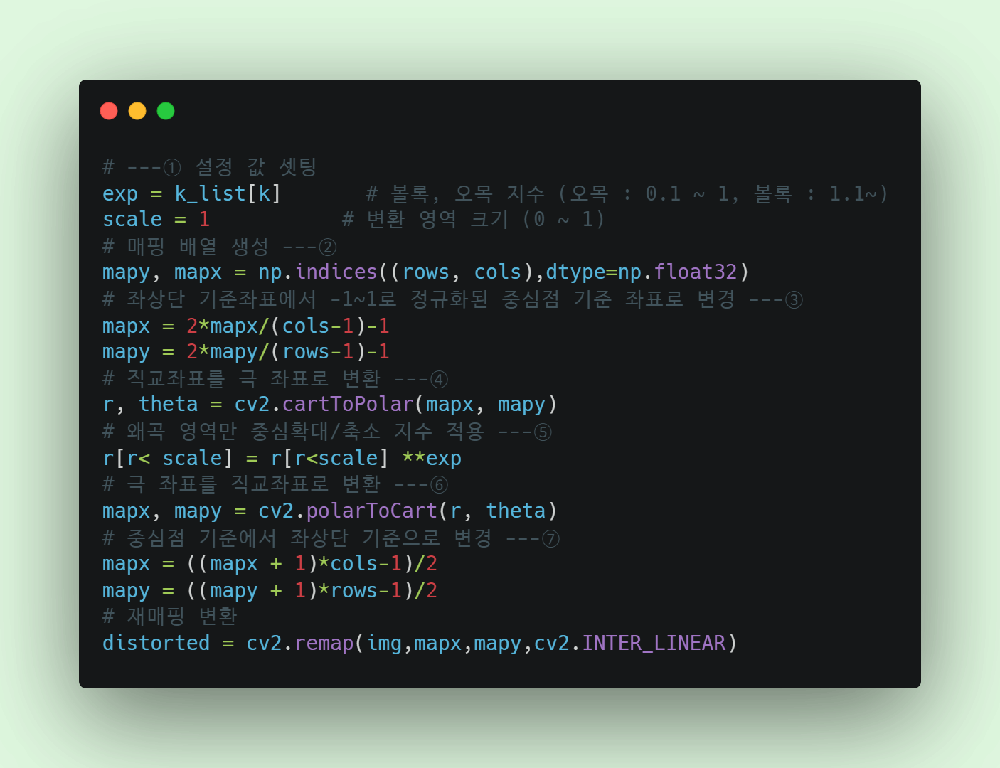 # ---① 설정 값 셋팅
exp = k_list[k]       # 볼록, 오목 지수 (오목 : 0.1 ~ 1, 볼록 : 1.1~)
scale = 1           # 변환 영역 크기 (0 ~ 1)
# 매핑 배열 생성 ---②
mapy, mapx = np.indices((rows, cols),dtype=np.float32)
# 좌상단 기준좌표에서 -1~1로 정규화된 중심점 기준 좌표로 변경 ---③
mapx = 2*mapx/(cols-1)-1
mapy = 2*mapy/(rows-1)-1
# 직교좌표를 극 좌표로 변환 ---④
r, theta = cv2.cartToPolar(mapx, mapy)
# 왜곡 영역만 중심확대/축소 지수 적용 ---⑤
r[r< scale] = r[r<scale] **exp
# 극 좌표를 직교좌표로 변환 ---⑥
mapx, mapy = cv2.polarToCart(r, theta)
# 중심점 기준에서 좌상단 기준으로 변경 ---⑦
mapx = ((mapx + 1)*cols-1)/2
mapy = ((mapy + 1)*rows-1)/2
# 재매핑 변환
distorted = cv2.remap(img,mapx,mapy,cv2.INTER_LINEAR)